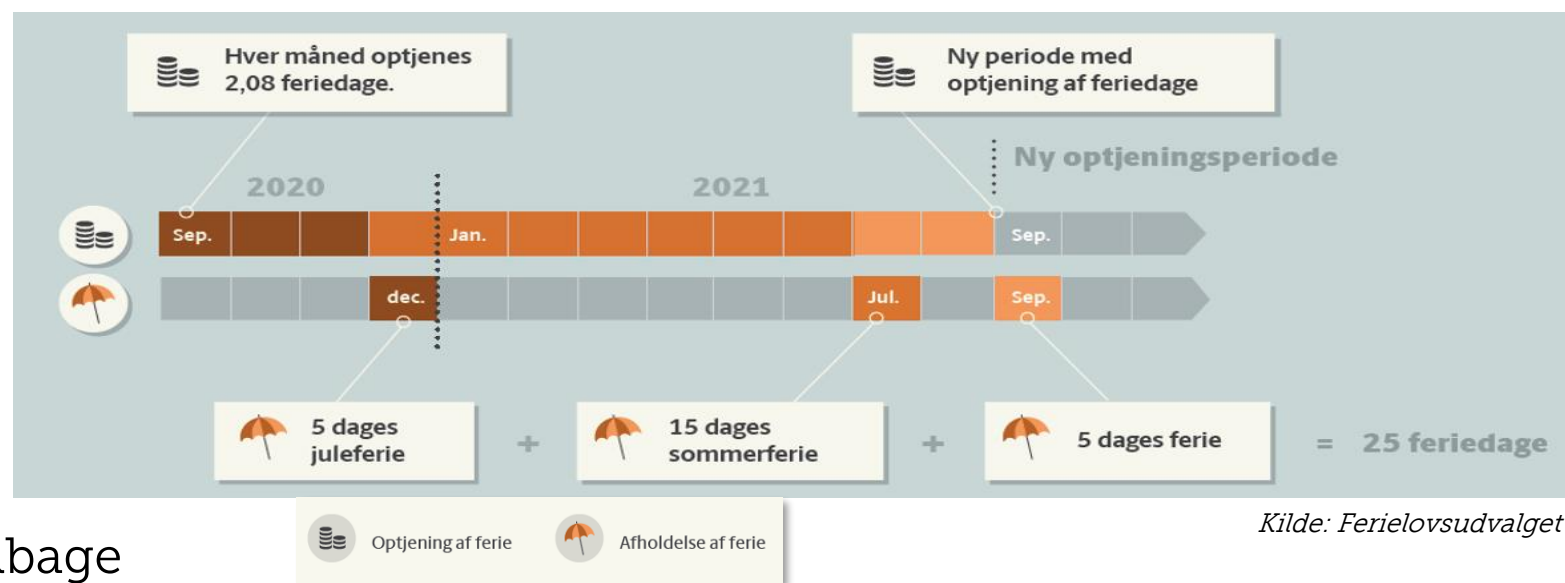 Hver måned optjenes
2,08 feriedage.
Ny periode med
optjening af feriedage
Ny optjeningsperiode
2020
2021
Sep.
Jan.
Sep.
dec.
Jul.
Sep.
5 dages
juleferie
+
15 dages
sommerferie
+
5 dages ferie
= 25 feriedage
Optjening af ferie
Afholdelse af ferie
Kilde: Ferielovsudvalget